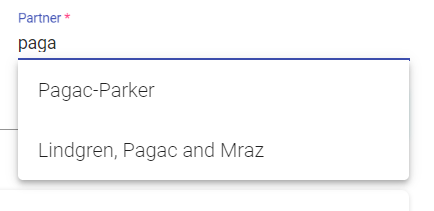 Partner *
paga
Pagac-Parker
Lindgren, Pagac and Mraz